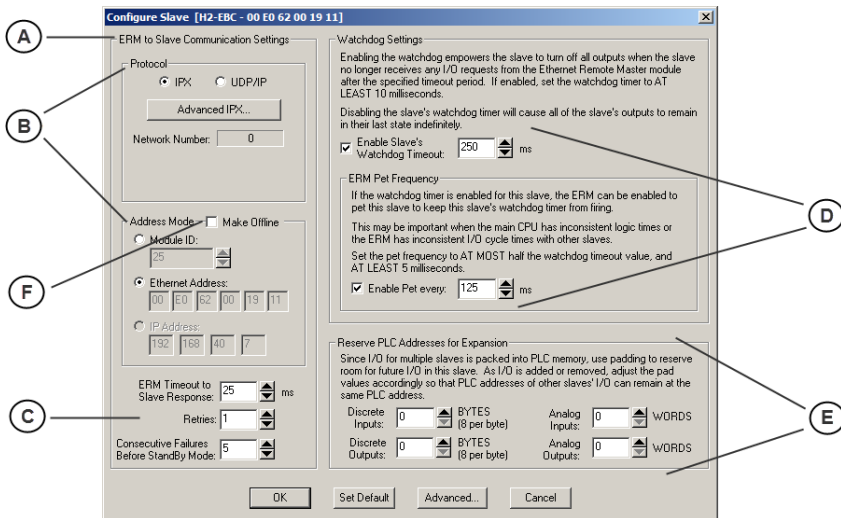 Configure Slave [H2-EBC - 00 E0 62 00 19 11]
A
ERM to Slave Communication Settings
B
Protocol
IPX
UDP/IP
Advanced IPX...
Network Number:
0
Address Mode
Make Offline
F
Module ID:
25
Ethernet Address:
00 E0 62 00 19 11
IP Address:
192 168 40 7
C
ERM Timeout to
Slave Response:
25
ms
Retries:
1
Consecutive Failures
Before StandBy Mode:
5
Watchdog Settings
Enabling the watchdog empowers the slave to turn off all outputs when the slave
no longer receives any I/O requests from the Ethernet Remote Master module
after the specified timeout period. If enabled, set the watchdog timer to AT
LEAST 10 milliseconds.
Disabling the slave's watchdog timer will cause all of the slave's outputs to remain
in their last state indefinitely.
Enable Slave's
Watchdog Timeout:
250
ms
D
ERM Pet Frequency
If the watchdog timer is enabled for this slave, the ERM can be enabled to
pet this slave to keep this slave's watchdog timer from firing.
This may be important when the main CPU has inconsistent logic times or
the ERM has inconsistent I/O cycle times with other slaves.
Set the pet frequency to AT MOST half the watchdog timeout value, and
AT LEAST 5 milliseconds.
Enable Pet every:
125
ms
Reserve PLC Addresses for Expansion
Since I/O for multiple slaves is packed into PLC memory, use padding to reserve
room for future I/O in this slave. As I/O is added or removed, adjust the pad
values accordingly so that PLC addresses of other slaves' I/O can remain at the
same PLC address.
E
Discrete
Inputs:
0
BYTES
(8 per byte)
Analog
Inputs:
0
WORDS
Discrete
Outputs:
0
BYTES
(8 per byte)
Analog
Outputs:
0
WORDS
OK
Set Default
Advanced...
Cancel